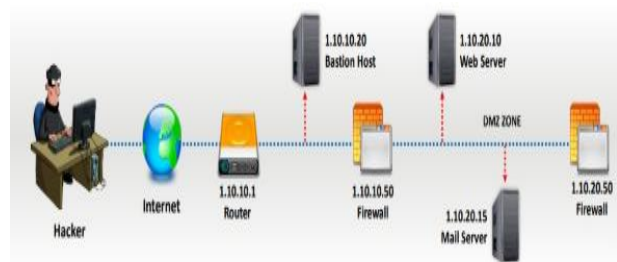 1.10.10.20
Bastion Host
1.10.20.10
Web Server
DMZ ZONE
Hacker
Internet
1.10.10.1
Router
1.10.10.50
Firewall
1.10.20.15
Mail Server
1.10.20.50
Firewall